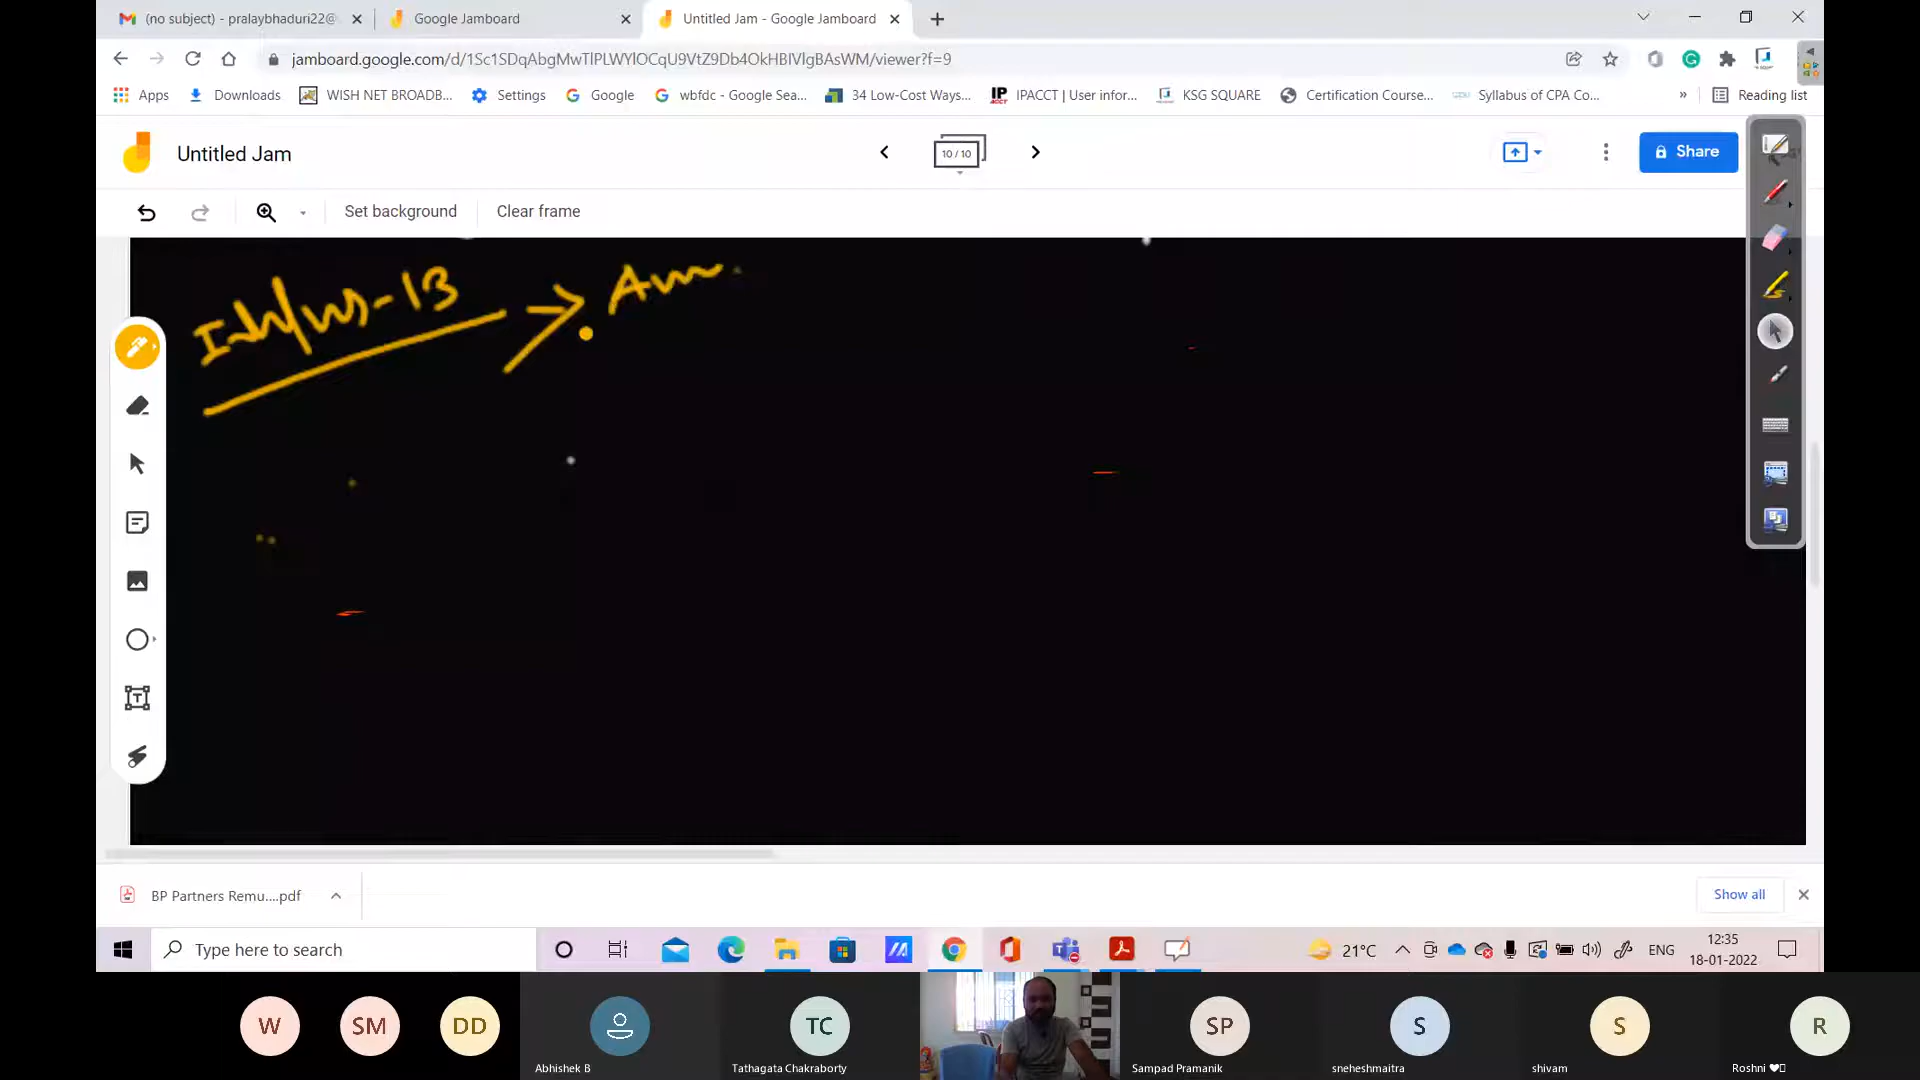 (no subject) - pralaybhaduri22@
Google Jamboard
Untitled Jam - Google Jamboard
jamboard.google.com/d/1Sc1SDqAbgMwTlPLWYlOCqU9VtZ9Db4OkHBIVlgBAsWM/viewer?f=9
Apps
Downloads
WISH NET BROADB...
Settings
Google
wbfdc - Google Sea...
34 Low-Cost Ways...
IPACCT | User infor...
KSG SQUARE
Certification Course...
Syllabus of CPA Co...
»
Reading list
Untitled Jam
10 / 10
Share
Set background
Clear frame
BP Partners Remu....pdf
Show all
Type here to search
21°C
ENG
12:35
18-01-2022
W
SM
DD
TC
SP
S
S
R
Abhishek B
Tathagata Chakraborty
Sampad Pramanik
sneheshmaitra
shivam
Roshni